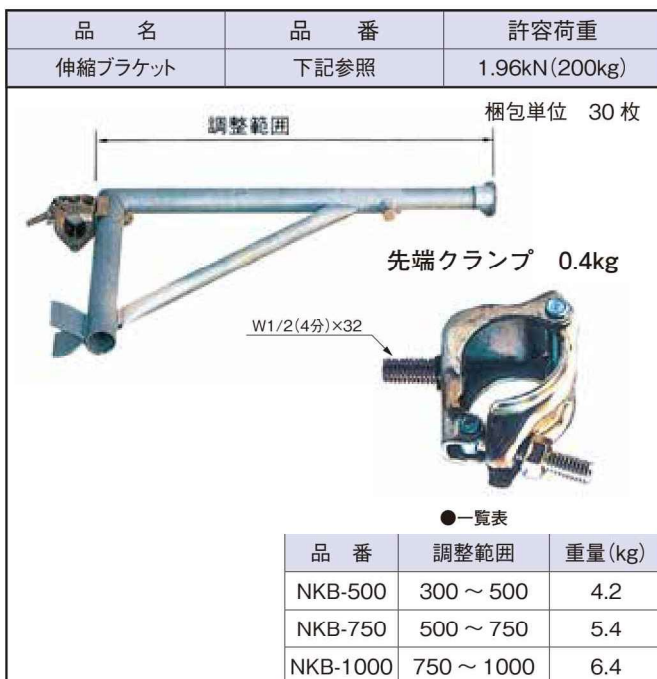 品 名 品 番 許容荷重
伸縮ブラケット 下記参照 1.96kN(200kg)
梱包単位 30 枚
調整範囲
先端クランプ 0.4kg
W1/2(4分)×32
●一覧表
品 番 調整範囲 重量(kg)
NKB-500 300 ~ 500 4.2
NKB-750 500 ~ 750 5.4
NKB-1000 750 ~ 1000 6.4